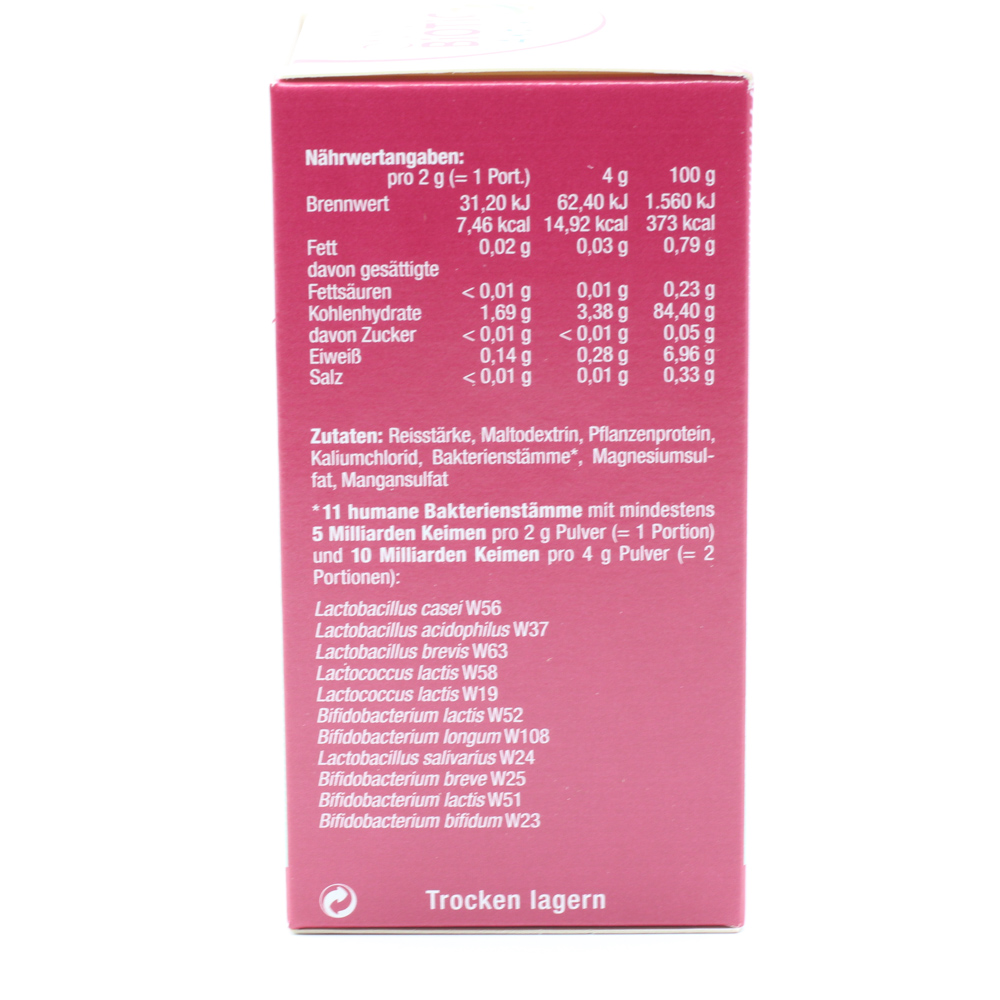 Nährwertangaben:
pro 2 g (= 1 Port.) 4 g 100 g
Brennwert 31,20 kJ 62,40 kJ 1.560 kJ
7,46 kcal 14,92 kcal 373 kcal
Fett 0,02 g 0,03 g 0,79 g
davon gesättigte
Fettsäuren < 0,01 g 0,01 g 0,23 g
Kohlenhydrate 1,69 g 3,38 g 84,40 g
davon Zucker < 0,01 g < 0,01 g 0,05 g
Eiweiß 0,14 g 0,28 g 6,96 g
Salz < 0,01 g 0,01 g 0,33 g
Zutaten: Reisstärke, Maltodextrin, Pflanzenprotein,
Kaliumchlorid, Bakterienstämme*, Magnesiumsul-
fat, Mangansulfat
*11 humane Bakterienstämme mit mindestens
5 Milliarden Keimen pro 2 g Pulver (= 1 Portion)
und 10 Milliarden Keimen pro 4 g Pulver (= 2
Portionen):
Lactobacillus casei W56
Lactobacillus acidophilus W37
Lactobacillus brevis W63
Lactococcus lactis W58
Lactococcus lactis W19
Bifidobacterium lactis W52
Bifidobacterium longum W108
Lactobacillus salivarius W24
Bifidobacterium breve W25
Bifidobacterium lactis W51
Bifidobacterium bifidum W23
Trocken lagern